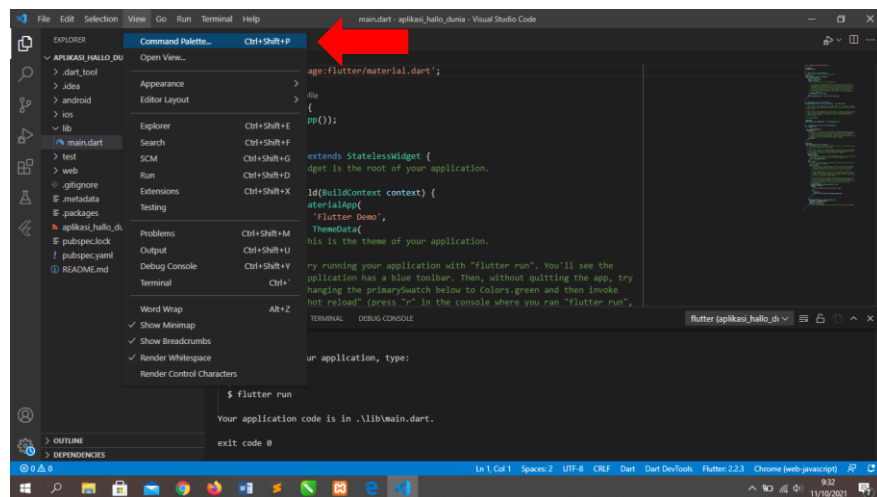 File Edit Selection View Go Run Terminal Help
main.dart - aplikasi_hallo_dunia - Visual Studio Code
EXPLORER
APLIKASI_HALLO_DU
.dart_tool
.idea
android
ios
lib
main.dart
test
web
.gitignore
.metadata
.packages
aplikasi_hallo_du
pubspec.lock
pubspec.yaml
README.md
OUTLINE
DEPENDENCIES
Command Palette... Ctrl+Shift+P
Open View...
Appearance
Editor Layout
Explorer Ctrl+Shift+E
Search Ctrl+Shift+F
SCM Ctrl+Shift+G
Run Ctrl+Shift+D
Extensions Ctrl+Shift+X
Testing
Problems Ctrl+Shift+M
Output Ctrl+Shift+U
Debug Console Ctrl+Shift+Y
Terminal Ctrl+`
Word Wrap Alt+Z
Show Minimap
Show Breadcrumbs
Render Whitespace
Render Control Characters
age:flutter/material.dart';
file
{
pp());
extends StatelessWidget {
dget is the root of your application.
ld(BuildContext context) {
aterialApp(
'Flutter Demo',
ThemeData(
his is the theme of your application.
ry running your application with "flutter run". You'll see the
pplication has a blue toolbar. Then, without quitting the app, try
hanging the primarySwatch below to Colors.green and then invoke
hot reload" (press "r" in the console where you ran "flutter run",
TERMINAL DEBUG CONSOLE
flutter (aplikasi_hallo_du
ur application, type:
$ flutter run
Your application code is in .\lib\main.dart.
exit code 0
0 0 Ln 1, Col 1 Spaces: 2 UTF-8 CRLF Dart Dart DevTools Flutter: 2.2.3 Chrome (web-javascript)
9:32
11/10/2021